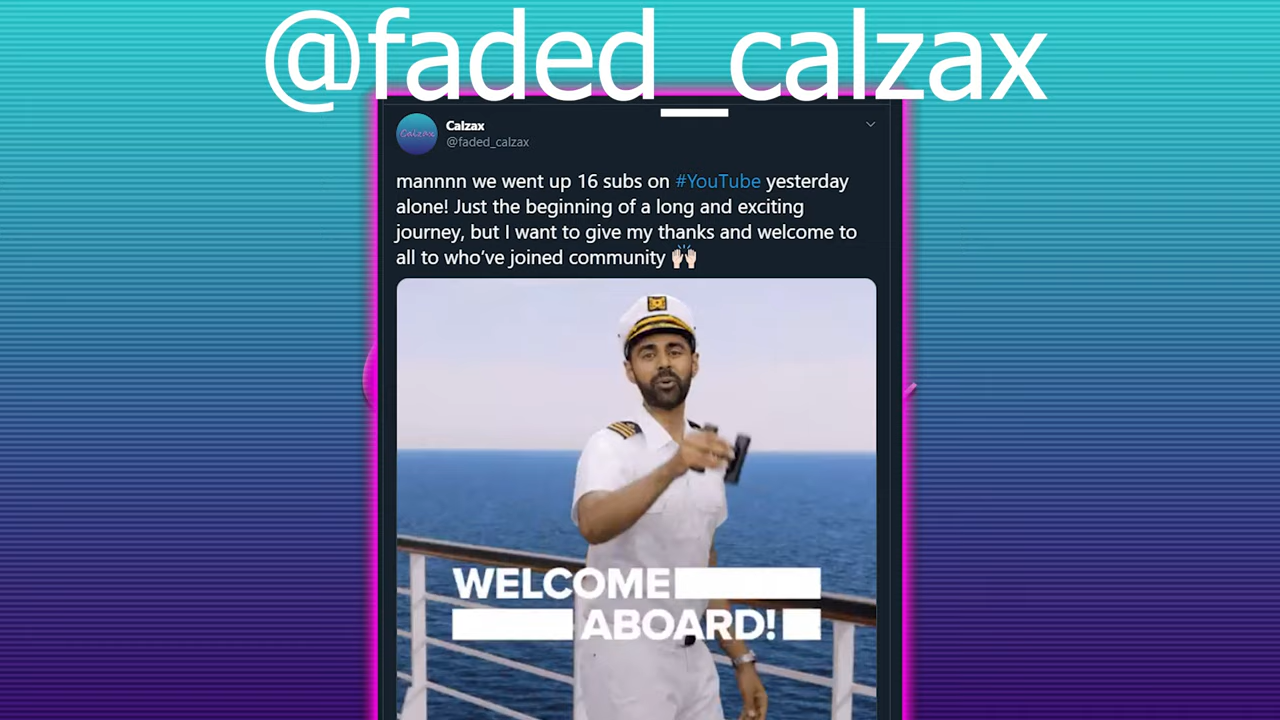 @faded_calzax
Calzax
Calzax
@faded_calzax
mannnn we went up 16 subs on #YouTube yesterday
alone! Just the beginning of a long and exciting
journey, but I want to give my thanks and welcome to
all to who’ve joined community 🙌🏻
WELCOME
ABOARD!